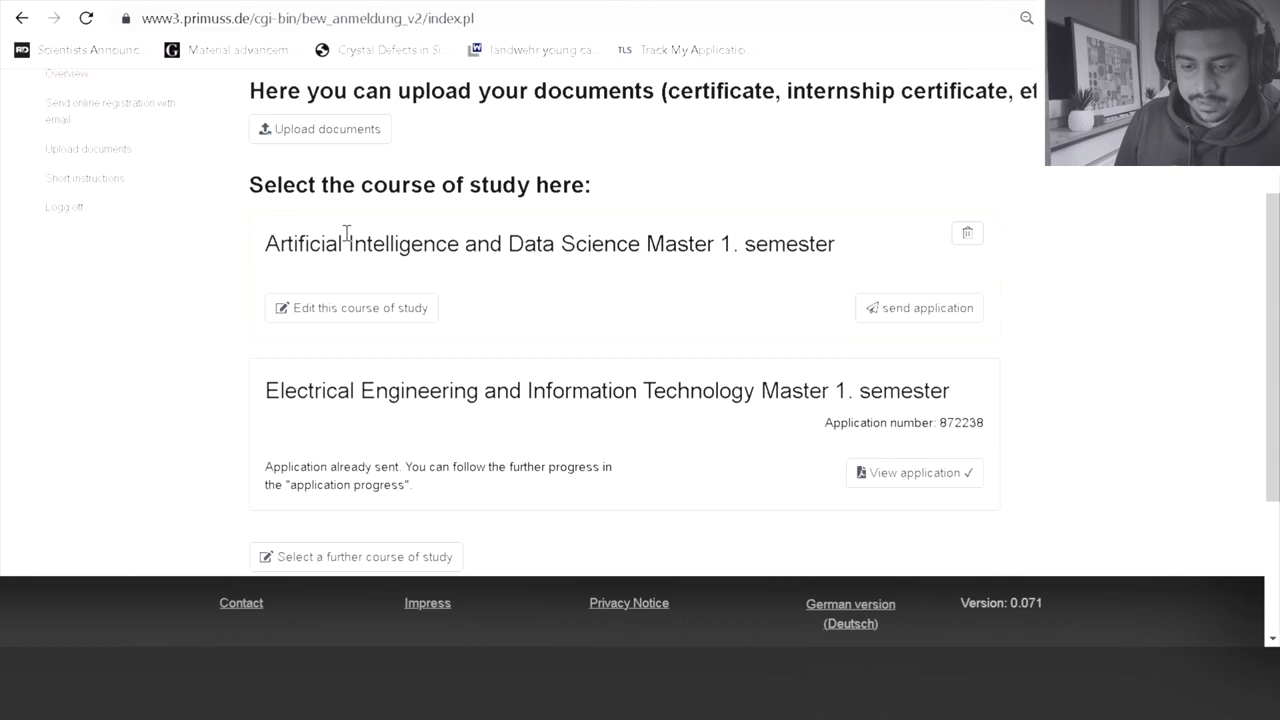 www3.primuss.de/cgi-bin/bew_anmeldung_v2/index.pl
Scientists Announc...
Material advancem...
Crystal Defects in Si...
landwehr young ca...
TLS Track My Applicatio...
Overview
Send online registration with
email
Upload documents
Short instructions
Logg off
Here you can upload your documents (certificate, internship certificate, et
Upload documents
Select the course of study here:
Artificial Intelligence and Data Science Master 1. semester
Edit this course of study
send application
Electrical Engineering and Information Technology Master 1. semester
Application number: 872238
Application already sent. You can follow the further progress in
the "application progress".
View application ✓
Select a further course of study
Contact
Impress
Privacy Notice
German version
(Deutsch)
Version: 0.071